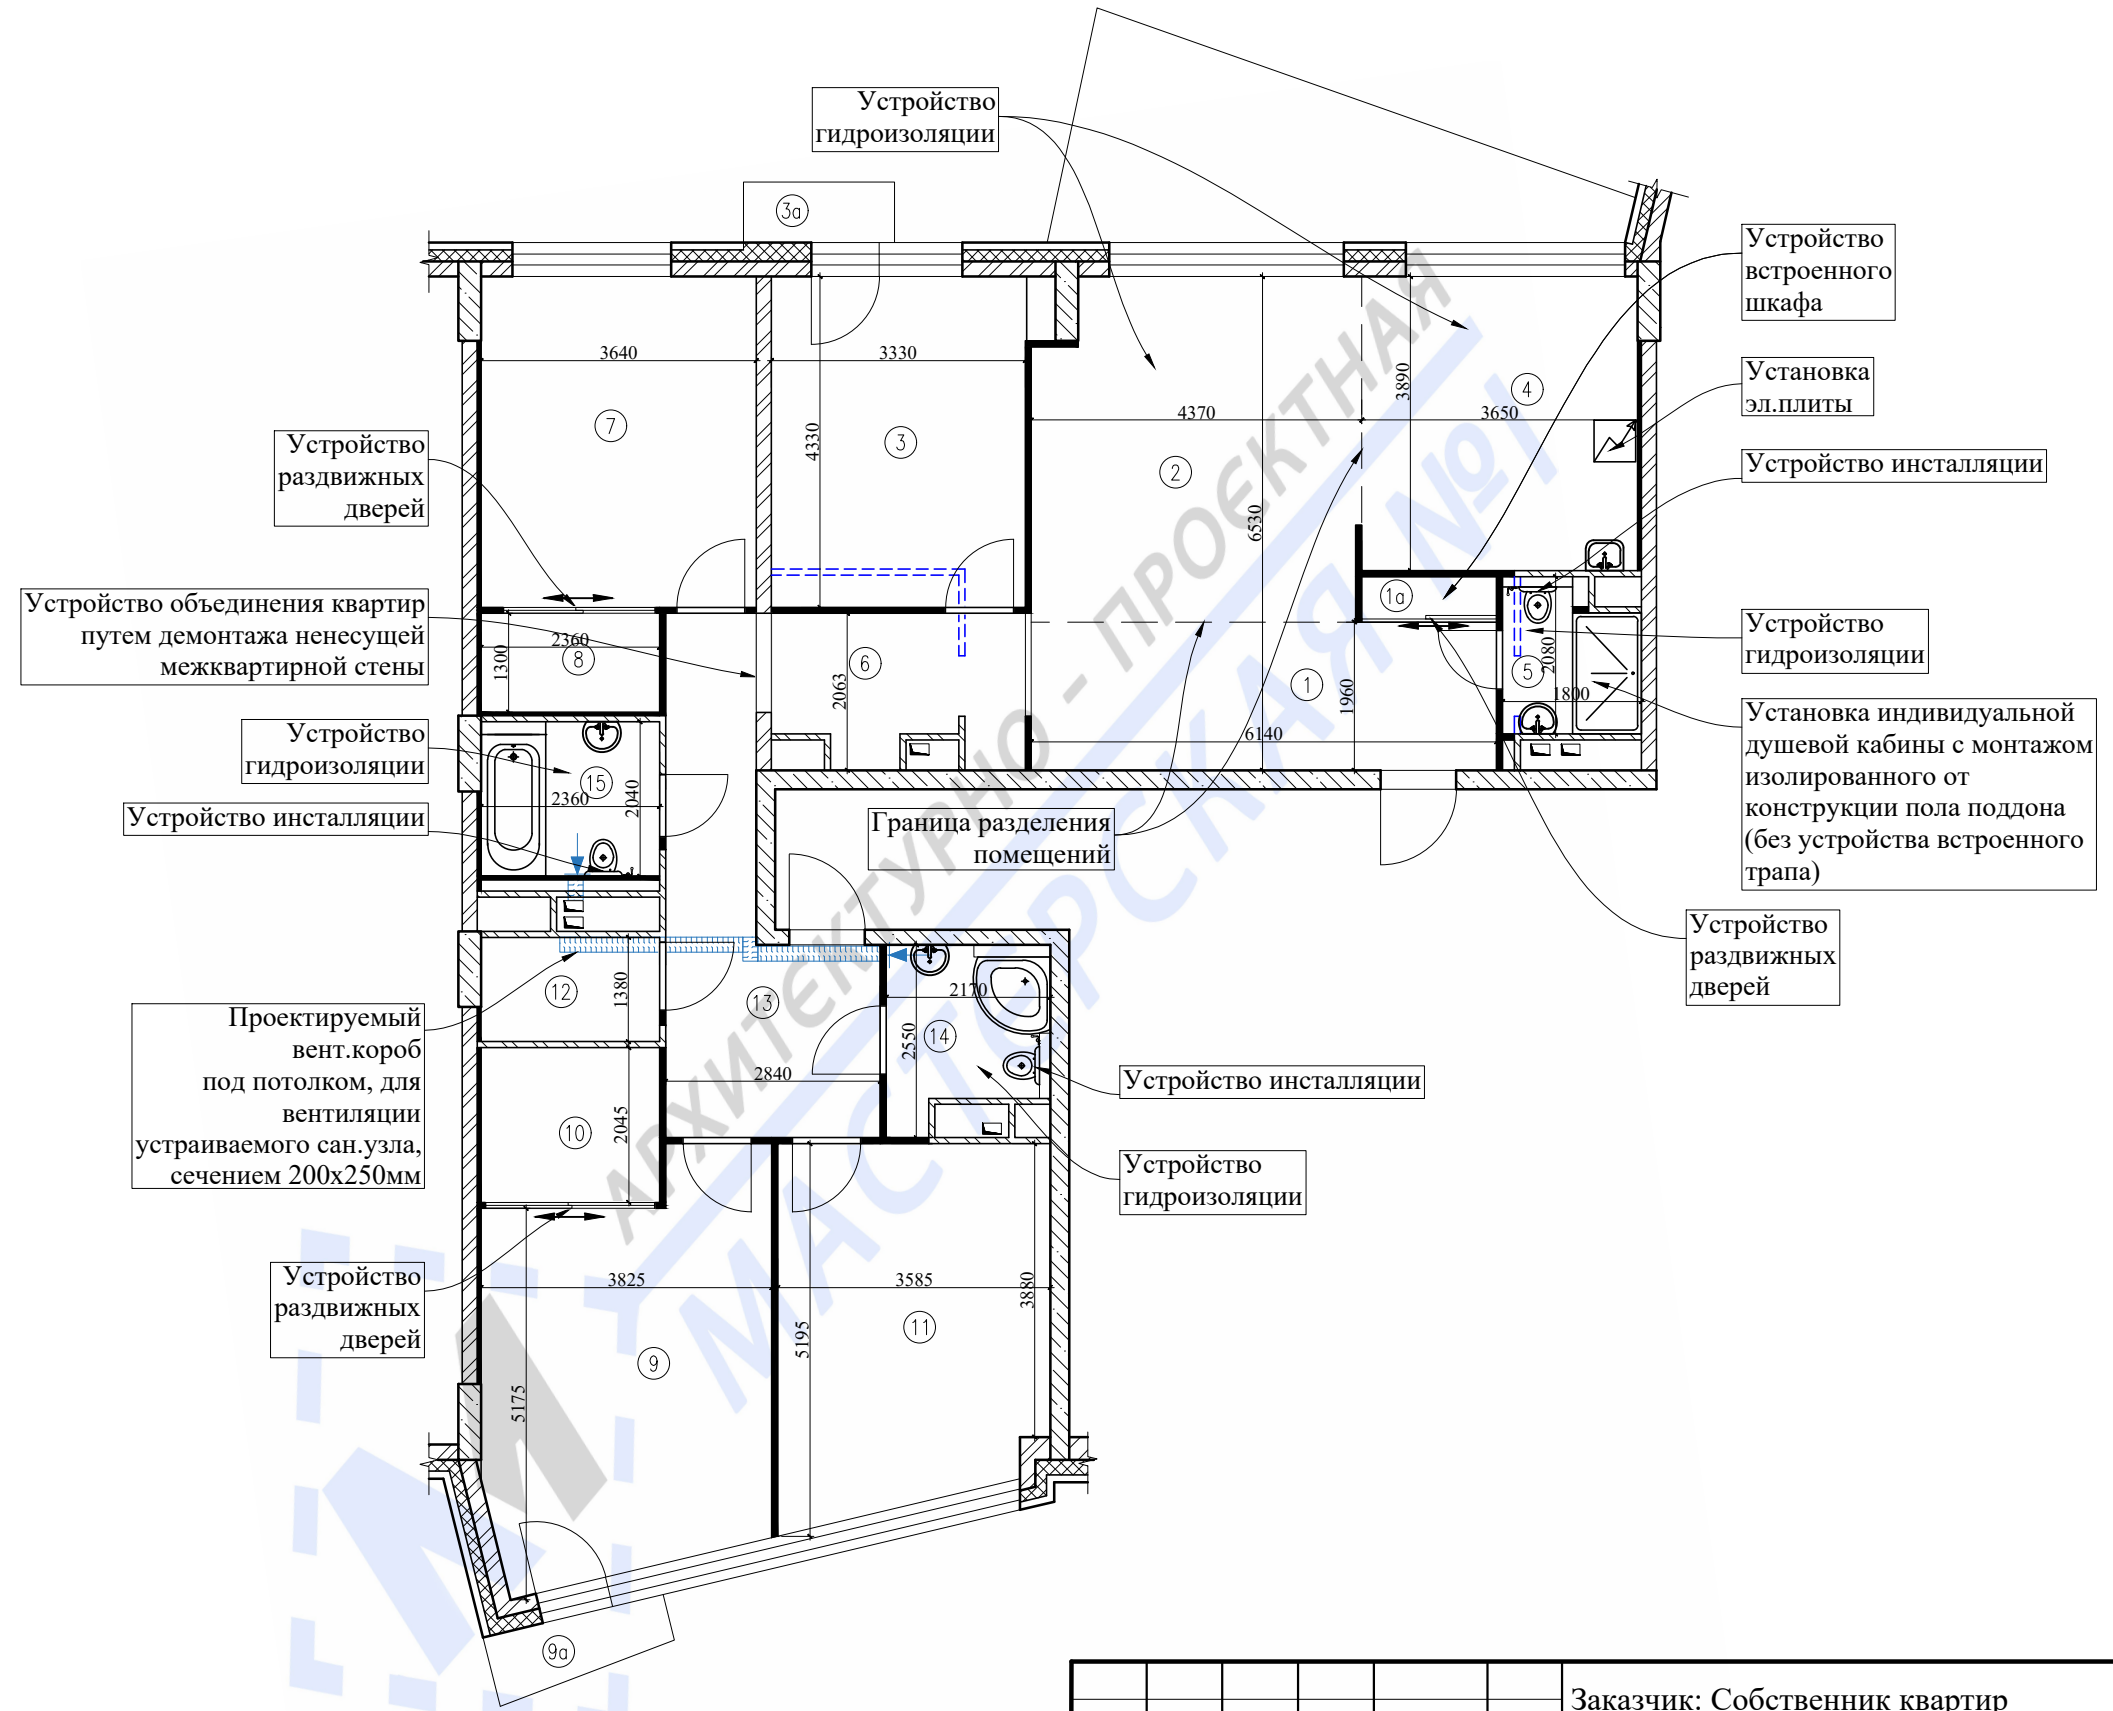 Устройство
гидроизоляции
3а
Устройство
встроенного
шкафа
3640
3330
3890
Установка
эл.плиты
4
4370
3650
7
4330
3
Устройство
раздвижных
дверей
2
Устройство инсталляции
6530
Устройство объединения квартир
путем демонтажа ненесущей
межквартирной стены
1а
Устройство
гидроизоляции
2360
1300
8
6
2063
1
1960
5
2080
1800
Устройство
гидроизоляции
6140
Установка индивидуальной
душевой кабины с монтажом
изолированного от
конструкции пола поддона
(без устройства встроенного
трапа)
15
2360
2040
Устройство инсталляции
Граница разделения
помещений
Устройство
раздвижных
дверей
12
1380
13
2170
14
2550
Проектируемый
вент.короб
под потолком, для
вентиляции
устраиваемого сан.узла,
сечением 200х250мм
2840
Устройство инсталляции
10
2045
Устройство
гидроизоляции
Устройство
раздвижных
дверей
3825
3585
3880
11
5195
9
5175
9а
Заказчик: Собственник квартир
АРХИТЕКТУРНО - ПРОЕКТНАЯ
МАСТЕРСКАЯ №1
М